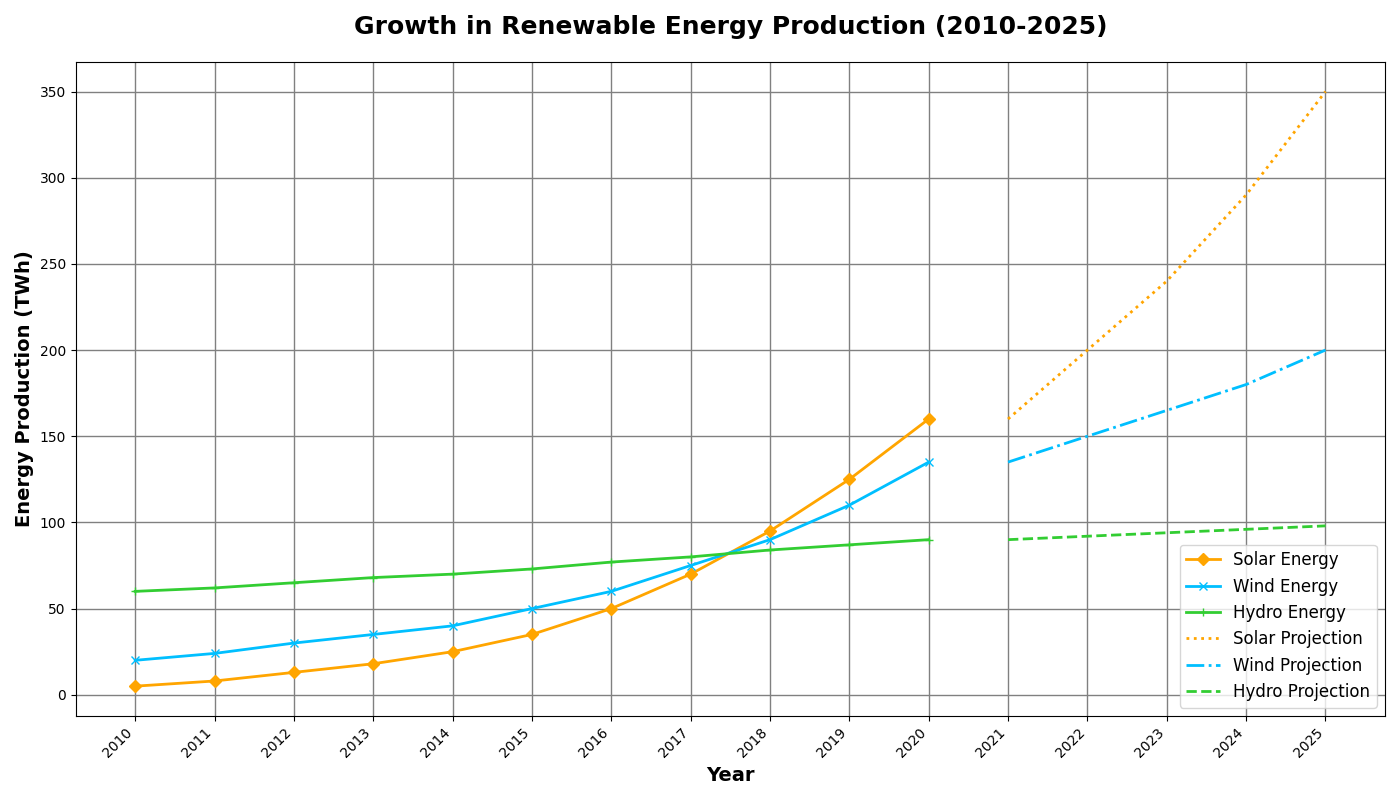 Growth in Renewable Energy Production (2010-2025)
Energy Production (TWh)
350
300
250
200
150
100
50
0
Solar Energy
Wind Energy
Hydro Energy
Solar Projection
Wind Projection
Hydro Projection
2010
2011
2012
2013
2014
2015
2016
2017
2018
2019
2020
2021
2022
2023
2024
2025
Year